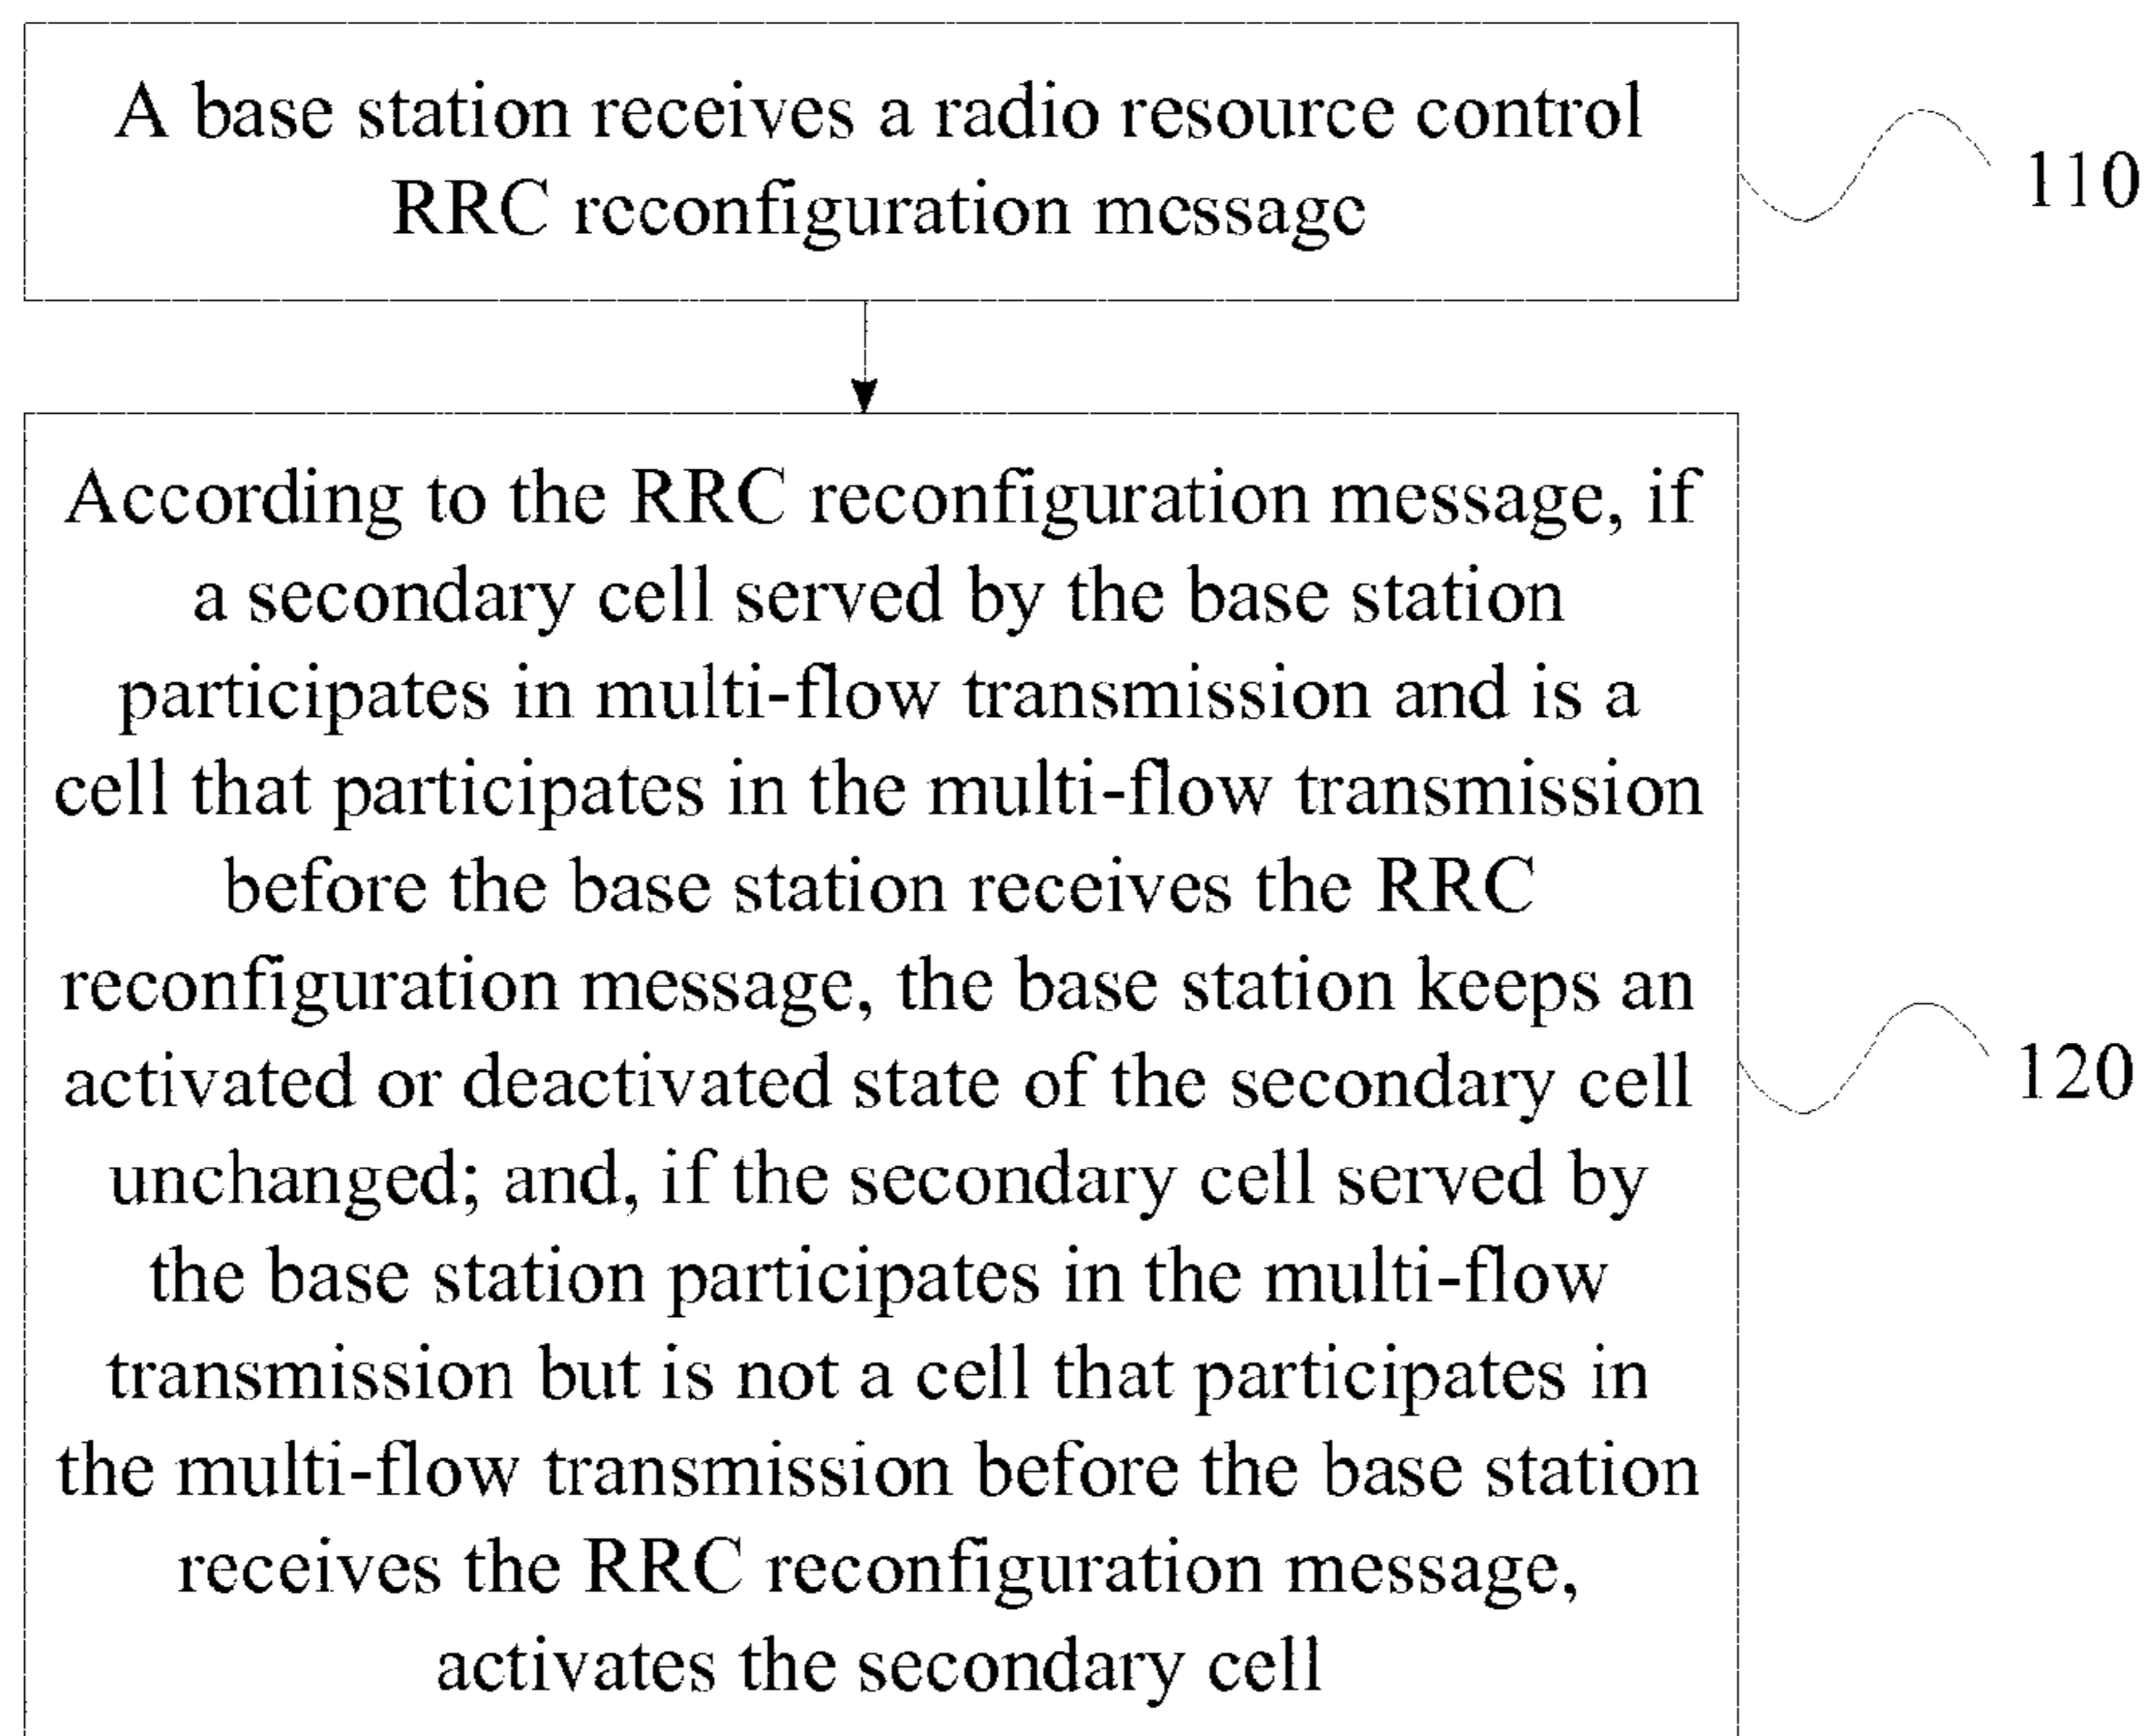 A base station receives a radio resource control
RRC reconfiguration message
110
According to the RRC reconfiguration message, if
a secondary cell served by the base station
participates in multi-flow transmission and is a
cell that participates in the multi-flow transmission
before the base station receives the RRC
reconfiguration message, the base station keeps an
activated or deactivated state of the secondary cell
unchanged; and, if the secondary cell served by
the base station participates in the multi-flow
transmission but is not a cell that participates in
the multi-flow transmission before the base station
receives the RRC reconfiguration message,
activates the secondary cell
120